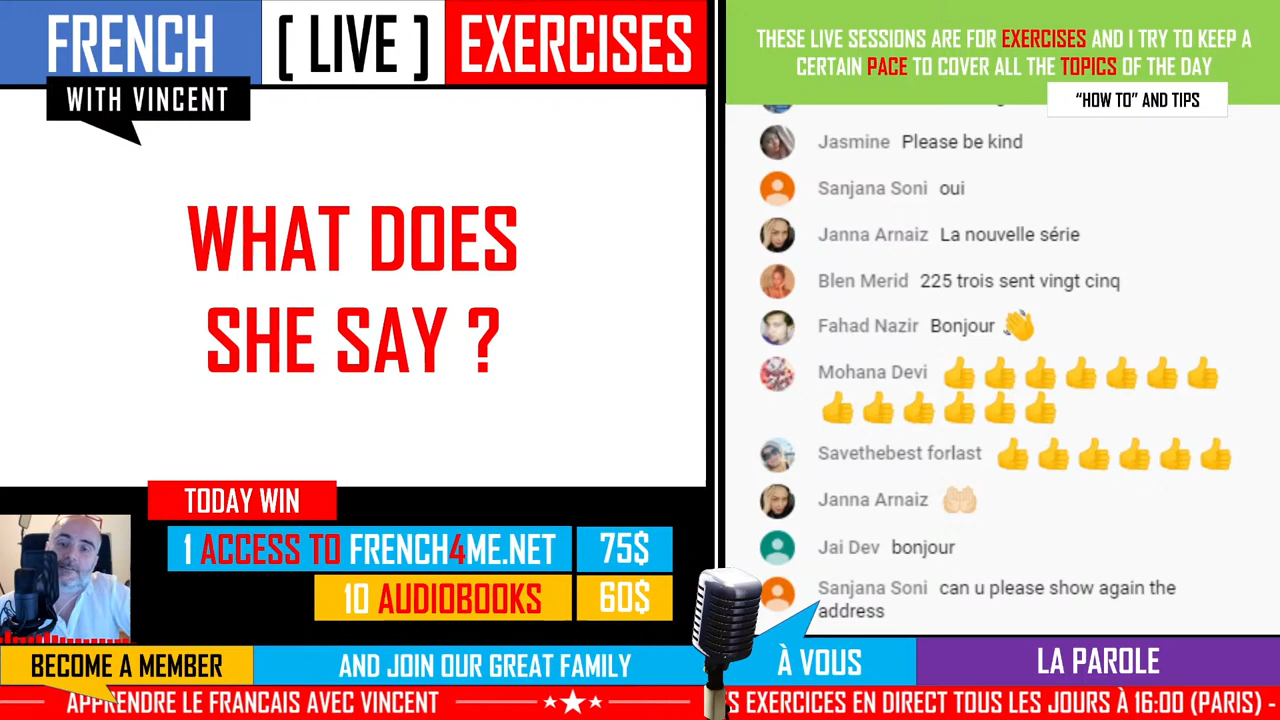 FRENCH [ LIVE ] EXERCISES
WITH VINCENT
WHAT DOES
SHE SAY ?
TODAY WIN
1 ACCESS TO FRENCH4ME.NET 75$
10 AUDIOBOOKS 60$
BECOME A MEMBER AND JOIN OUR GREAT FAMILY
THESE LIVE SESSIONS ARE FOR EXERCISES AND I TRY TO KEEP A
CERTAIN PACE TO COVER ALL THE TOPICS OF THE DAY
"HOW TO" AND TIPS
Jasmine Please be kind
Sanjana Soni oui
Janna Arnaiz La nouvelle série
Blen Merid 225 trois sent vingt cinq
Fahad Nazir Bonjour 👋
Mohana Devi 👍👍👍👍👍👍👍
👍👍👍👍👍👍
Savethebest forlast 👍👍👍👍👍👍
Janna Arnaiz 🤲🏻
Jai Dev bonjour
Sanjana Soni can u please show again the
address
À VOUS LA PAROLE
APPRENDRE LE FRANCAIS AVEC VINCENT
EXERCICES EN DIRECT TOUS LES JOURS À 16:00 (PARIS) -